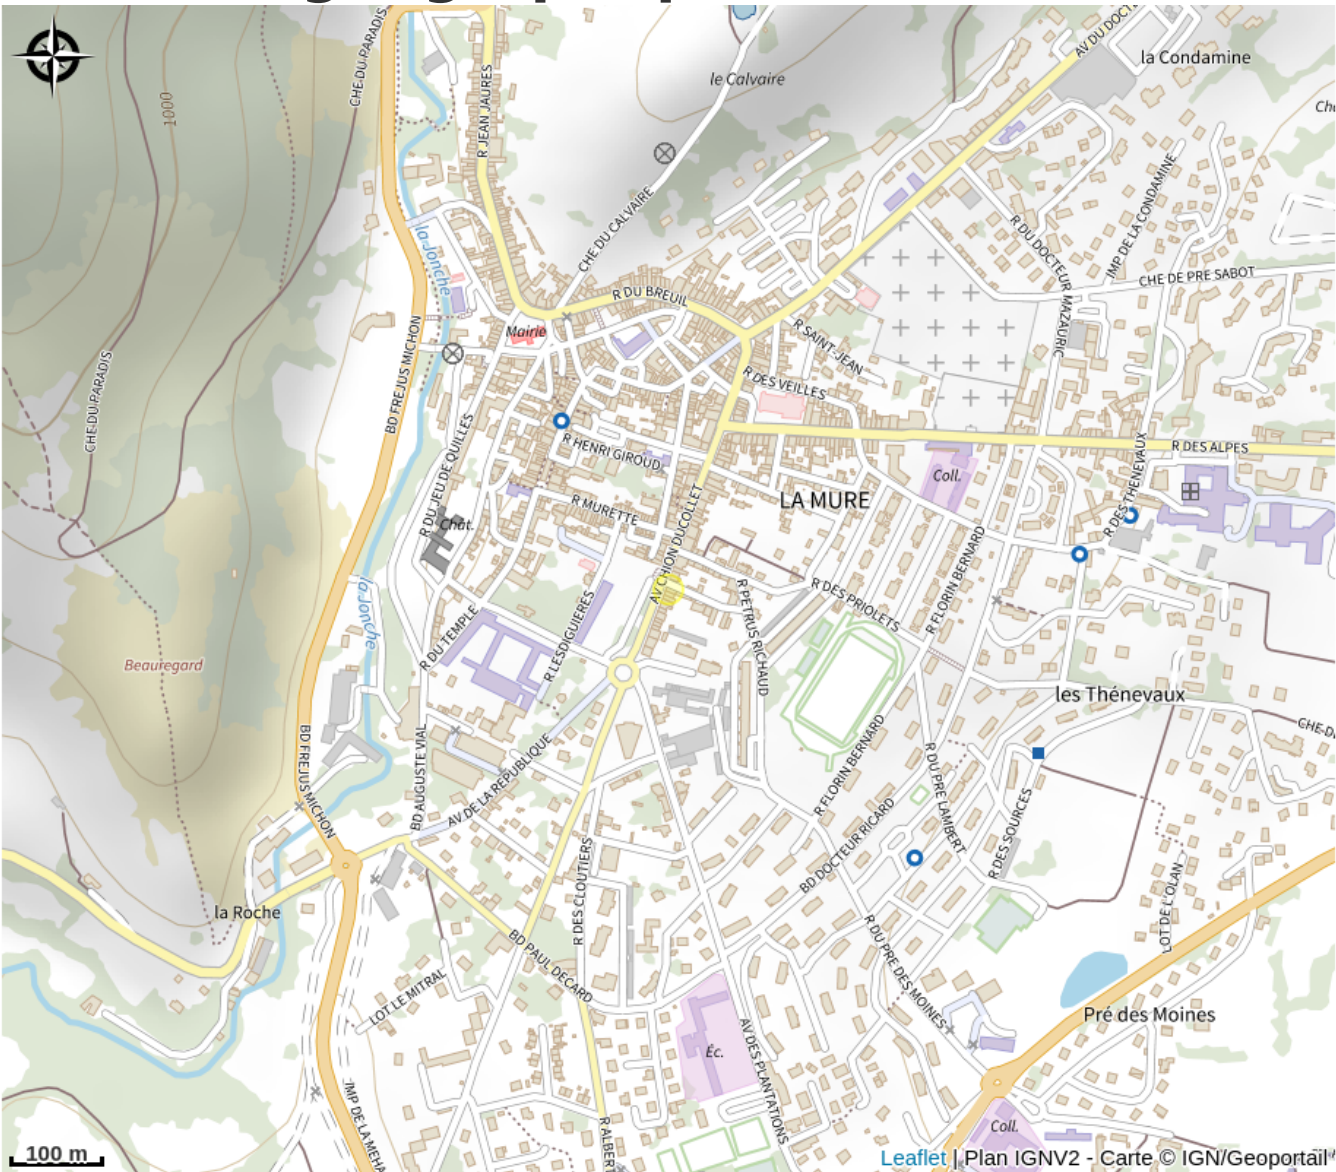 CHE DU PARADIS
AV DU DOCT
la Condamine
le Calvaire
1000
R JEAN JAURES
CHE DU CALVAIRE
IMP DE LA CONDAMINE
R DU DOCTEUR MAZAURIC
CHE DE PRE SABOT
la Jonche
R DU BREUIL
Mairie
R SAINT-JEAN
BD FREJUS MICHON
CHE DU PARADIS
R DES VEILLES
R DU JEU DE QUILLES
R HENRI GIROUD
R DES ALPES
Coll.
LA MURE
R MURETTE
R DES THENEVAUX
Chât.
AV CHION DUCOLLET
R FLORIN BERNARD
R PETRUS RICHAUD
R DES PRIOLETS
la Jonche
R DU TEMPLE
R LESDIGUIERES
Beauregard
les Thénevaux
CHE D
BD FREJUS MICHON
BD AUGUSTE VIAL
AV DE LA REPUBLIQUE
R FLORIN BERNARD
R DU PRE LAMBERT
BD DOCTEUR RICARD
R DES SOURCES
R DES CLOUTIERS
la Roche
LOT DE L'OLAN
BD PAUL DECARD
R DU PRE DES MOINES
LOT LE MITRAL
Pré des Moines
Éc.
AV DES PLANTATIONS
IMP DE LA MEHA
R ALBERT
Coll.
100 m
Leaflet | Plan IGNV2 - Carte © IGN/Geoportail